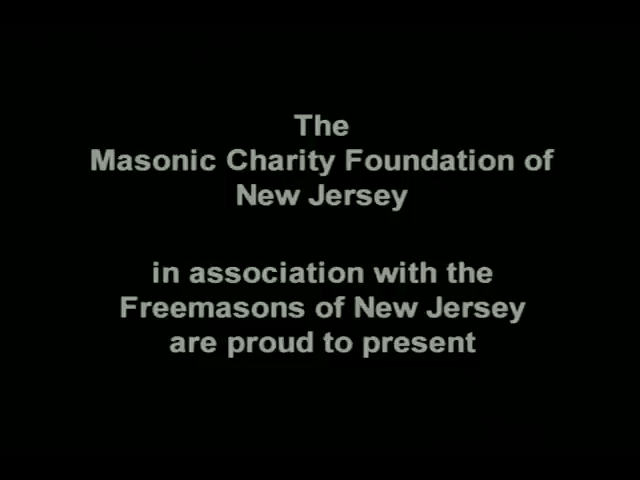 The
Masonic Charity Foundation of
New Jersey
in association with the
Freemasons of New Jersey
are proud to present